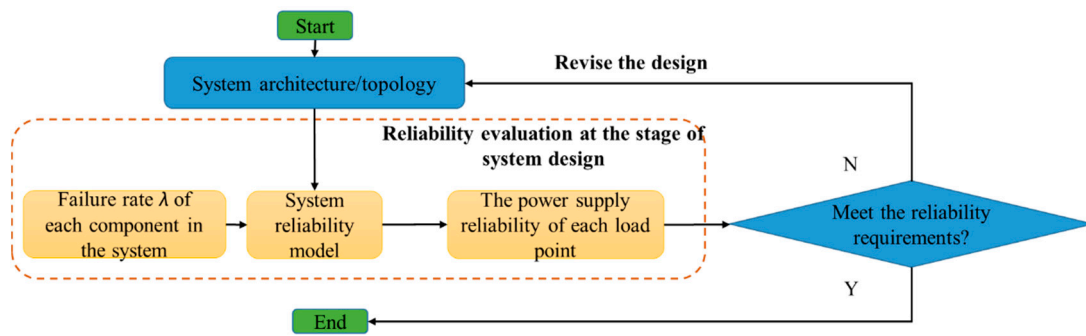 Start
Revise the design
System architecture/topology
Reliability evaluation at the stage of
system design
Failure rate λ of
each component in
the system
System
reliability
model
The power supply
reliability of each load
point
N
Meet the reliability
requirements?
Y
End